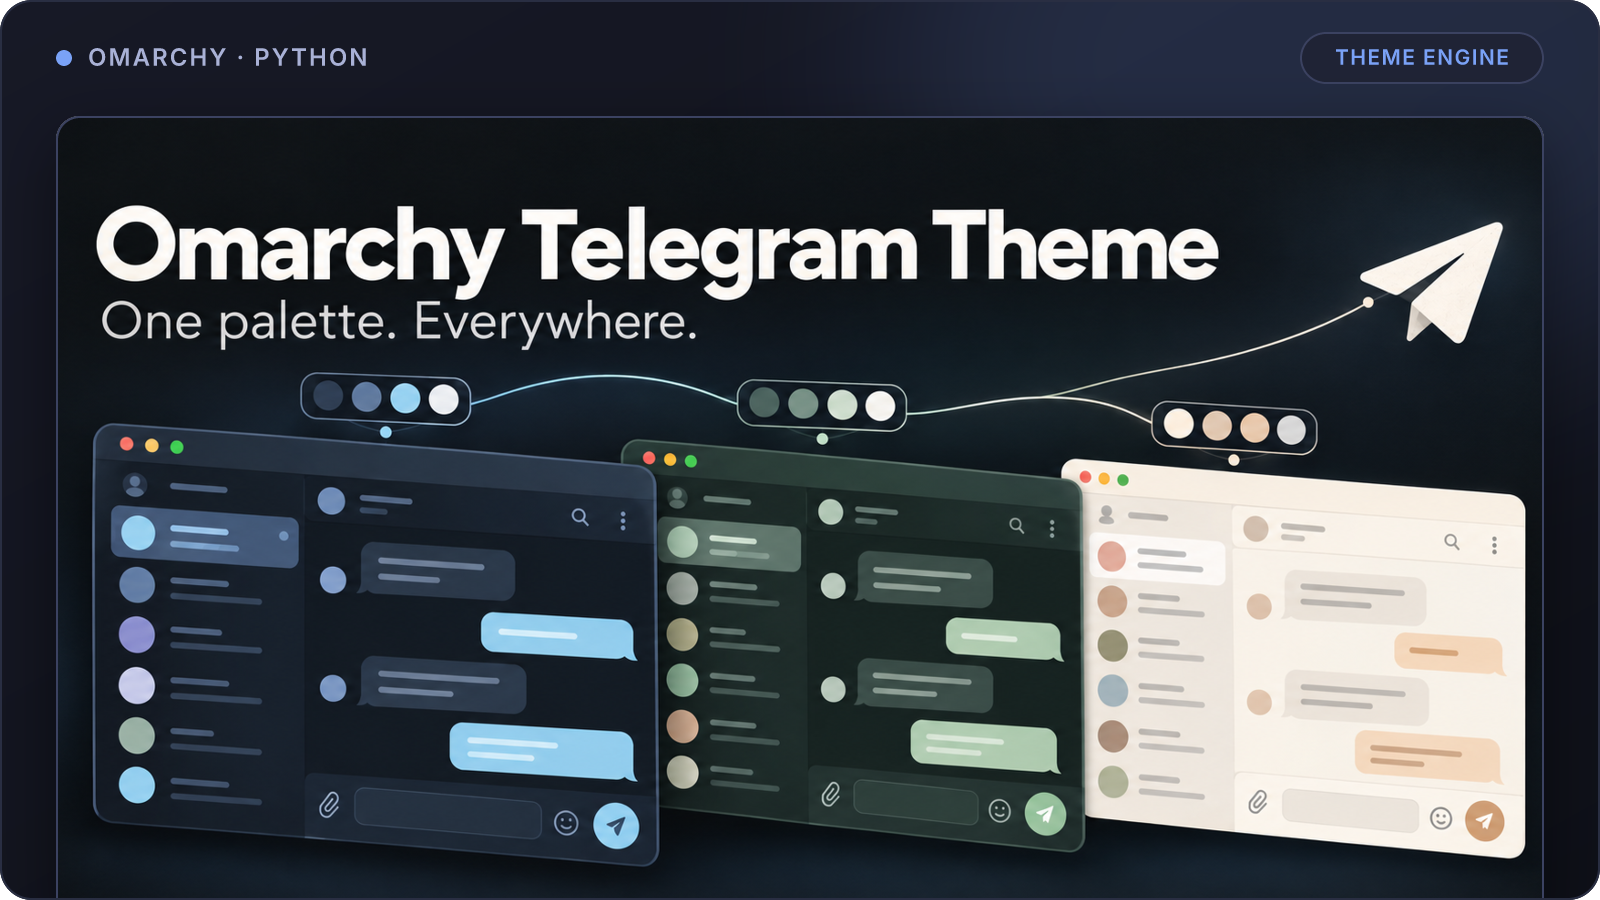 OMARCHY · PYTHON
THEME ENGINE
Omarchy Telegram Theme
One palette. Everywhere.